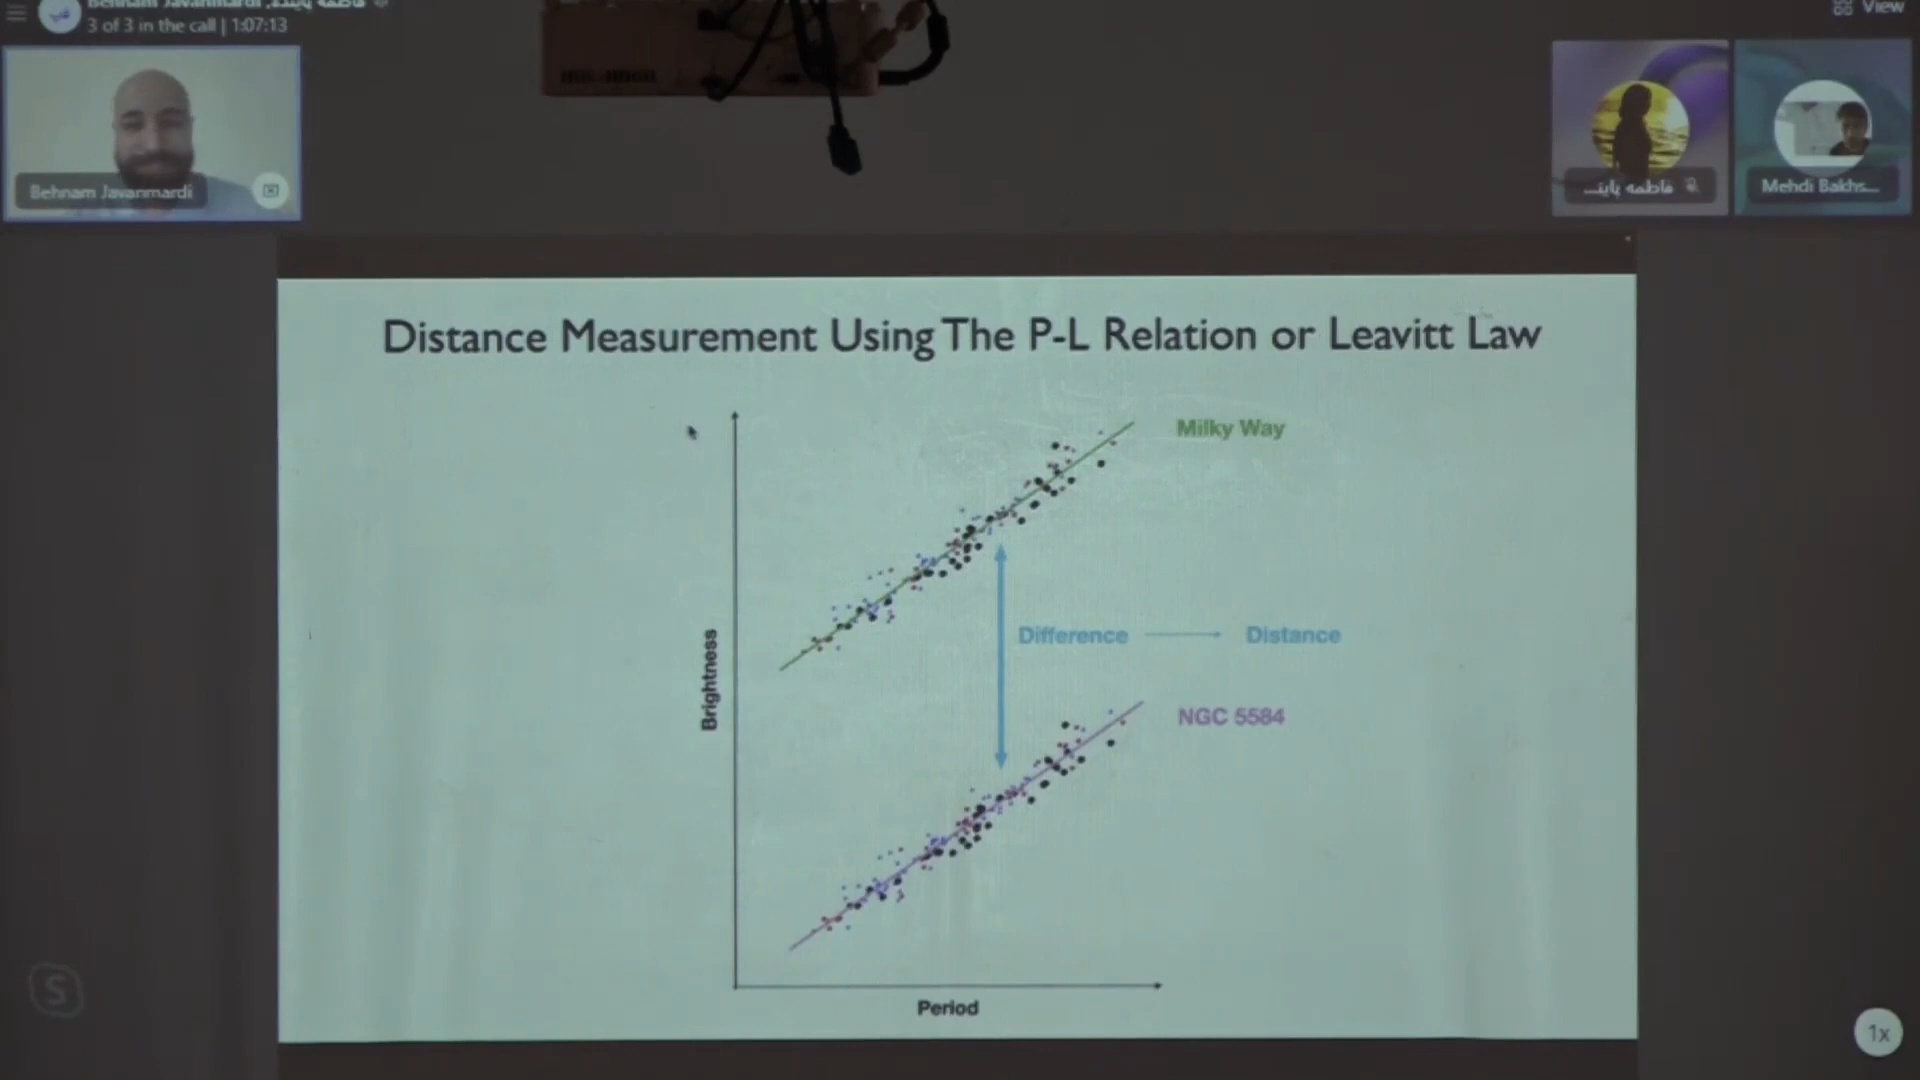 3 of 3 in the call | 1:07:13
View
Behnam Javanmardi
فاطمه پایند...
Mehdi Bakhs...
Distance Measurement Using The P-L Relation or Leavitt Law
Milky Way
Difference
Distance
Brightness
NGC 5584
Period
S
1x